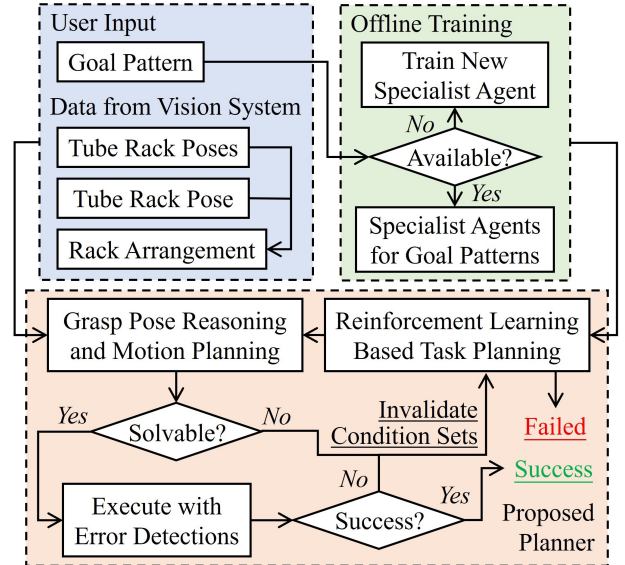 User Input
Goal Pattern
Data from Vision System
Tube Rack Poses
Tube Rack Pose
Rack Arrangement
Offline Training
Train New
Specialist Agent
No
Available?
Yes
Specialist Agents
for Goal Patterns
Grasp Pose Reasoning
and Motion Planning
Reinforcement Learning
Based Task Planning
Yes
Solvable?
No
Invalidate
Condition Sets
Failed
Success
Execute with
Error Detections
No
Success?
Yes
Proposed
Planner